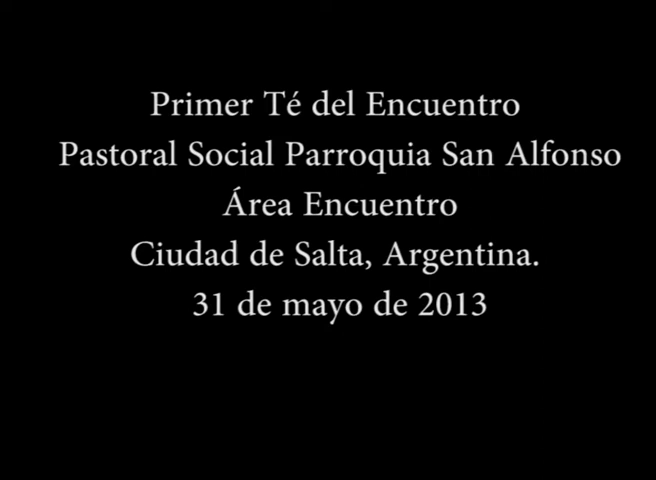 Primer Té del Encuentro
Pastoral Social Parroquia San Alfonso
Área Encuentro
Ciudad de Salta, Argentina.
31 de mayo de 2013